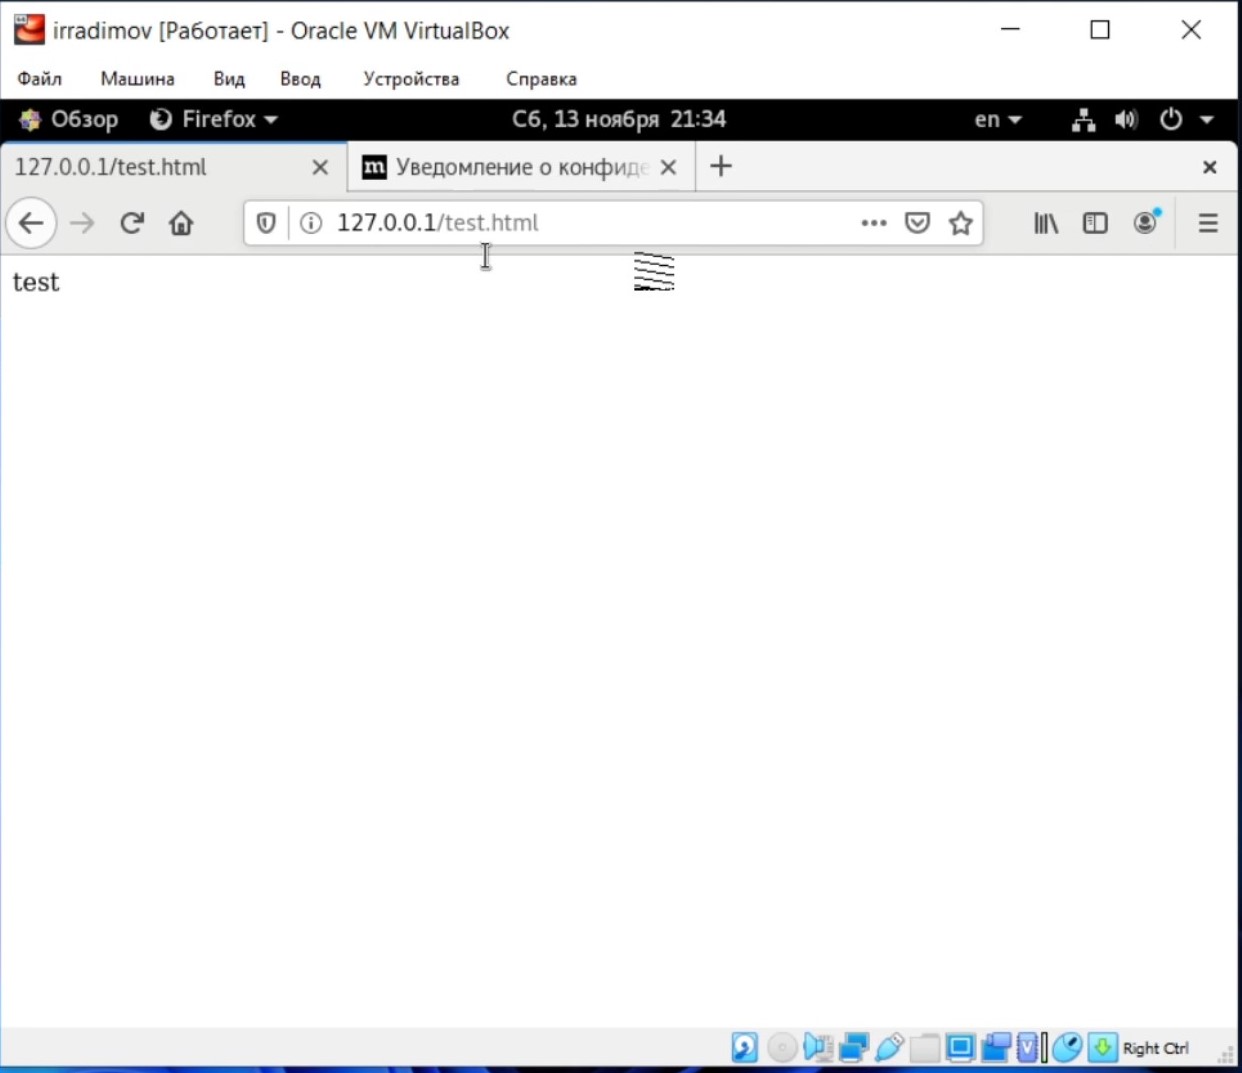 irradimov [Работает] - Oracle VM VirtualBox
Файл Машина Вид Ввод Устройства Справка
Обзор Firefox Сб, 13 ноября 21:34 en
127.0.0.1/test.html Уведомление о конфиде
127.0.0.1/test.html
test
Right Ctrl